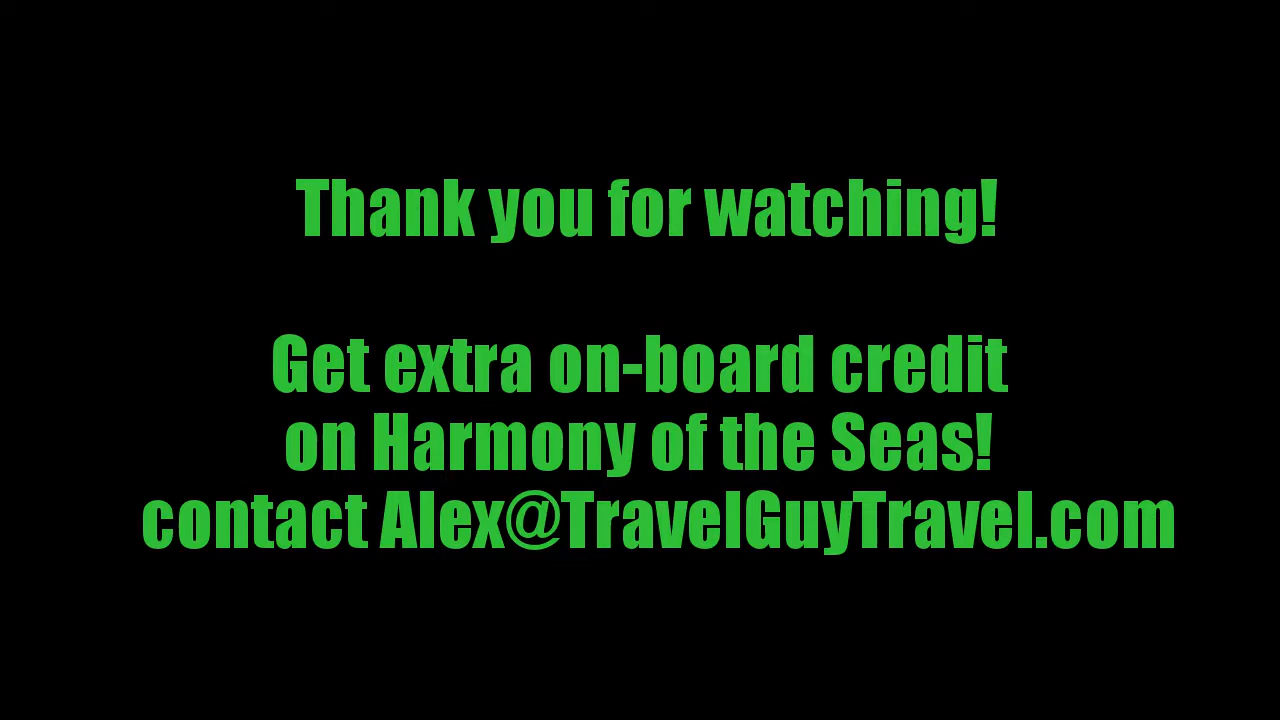 Thank you for watching!
Get extra on-board credit
on Harmony of the Seas!
contact Alex@TravelGuyTravel.com